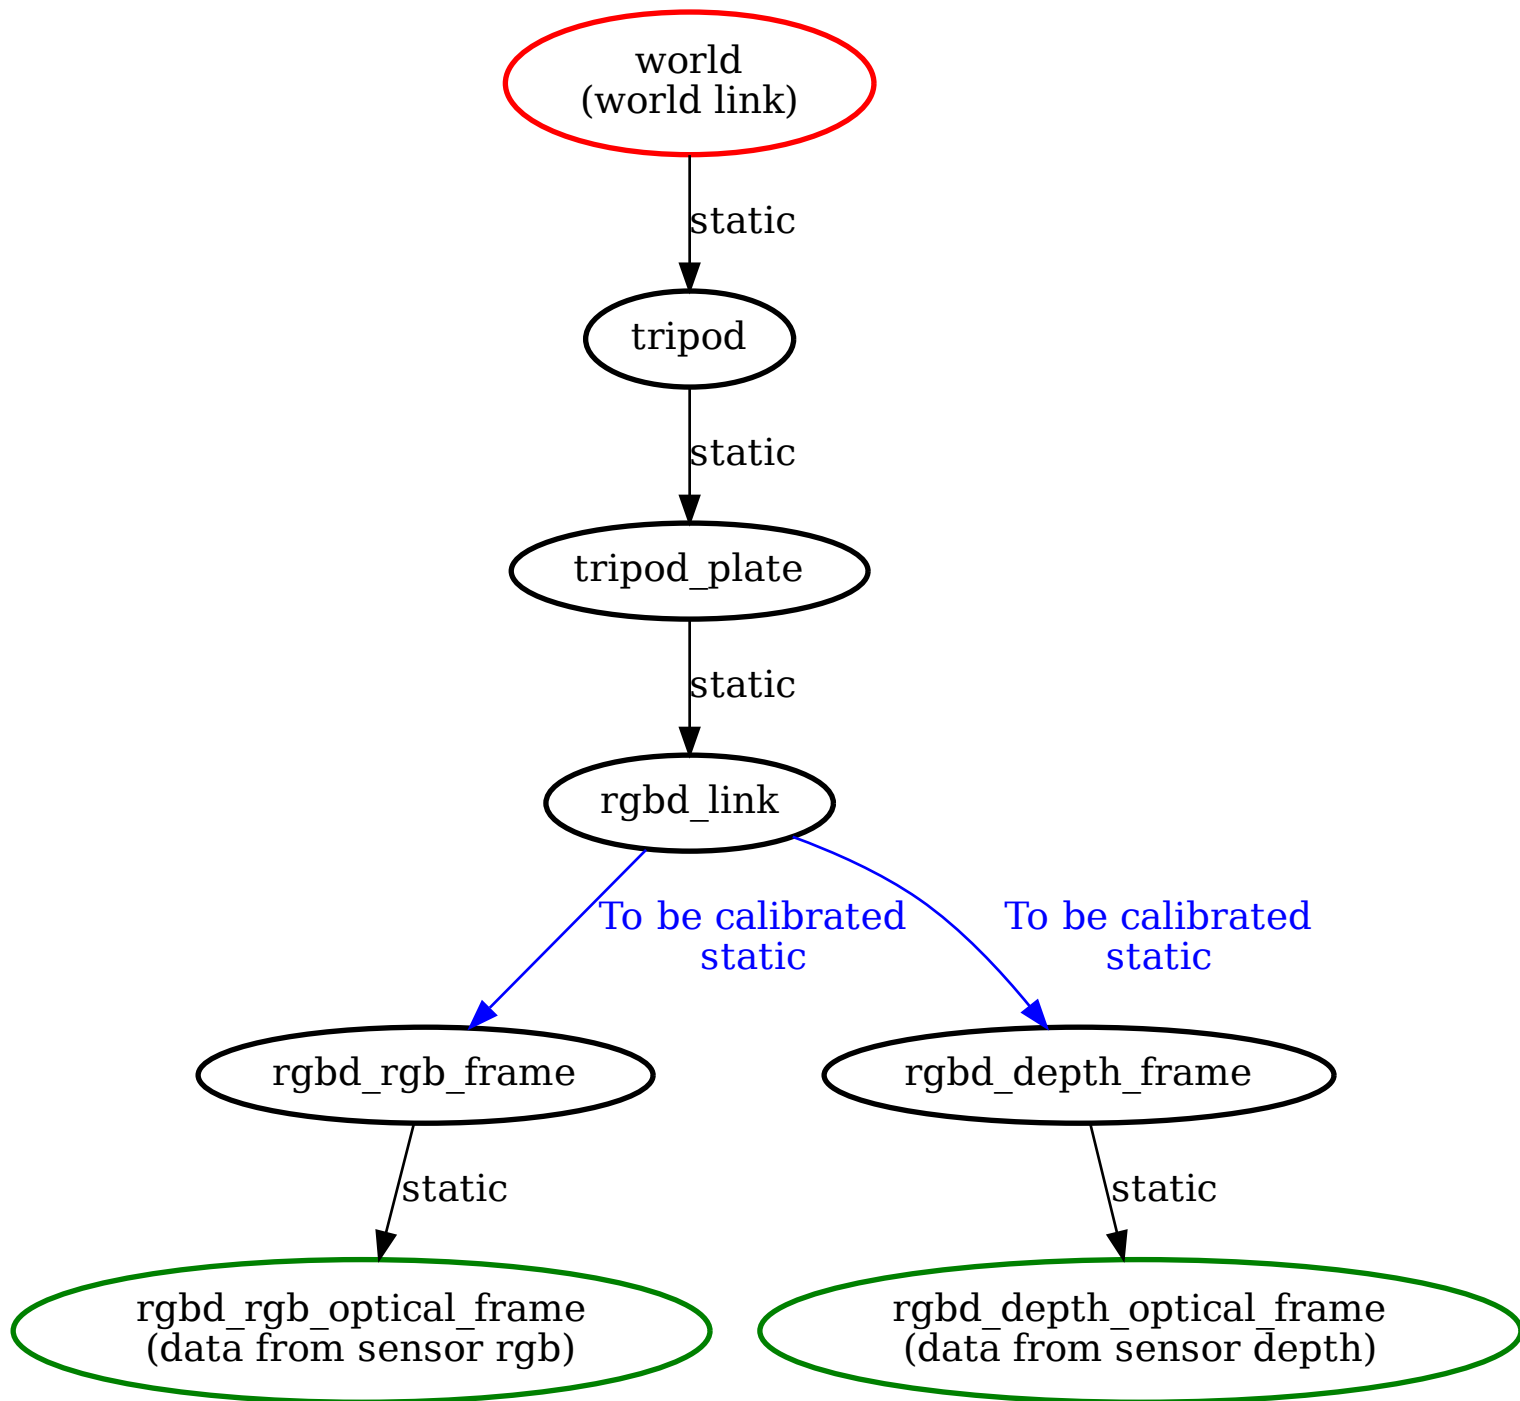 world
(world link)
static
tripod
static
tripod_plate
static
rgbd_link
To be calibrated
static
To be calibrated
static
rgbd_rgb_frame
rgbd_depth_frame
static
static
rgbd_rgb_optical_frame
(data from sensor rgb)
rgbd_depth_optical_frame
(data from sensor depth)